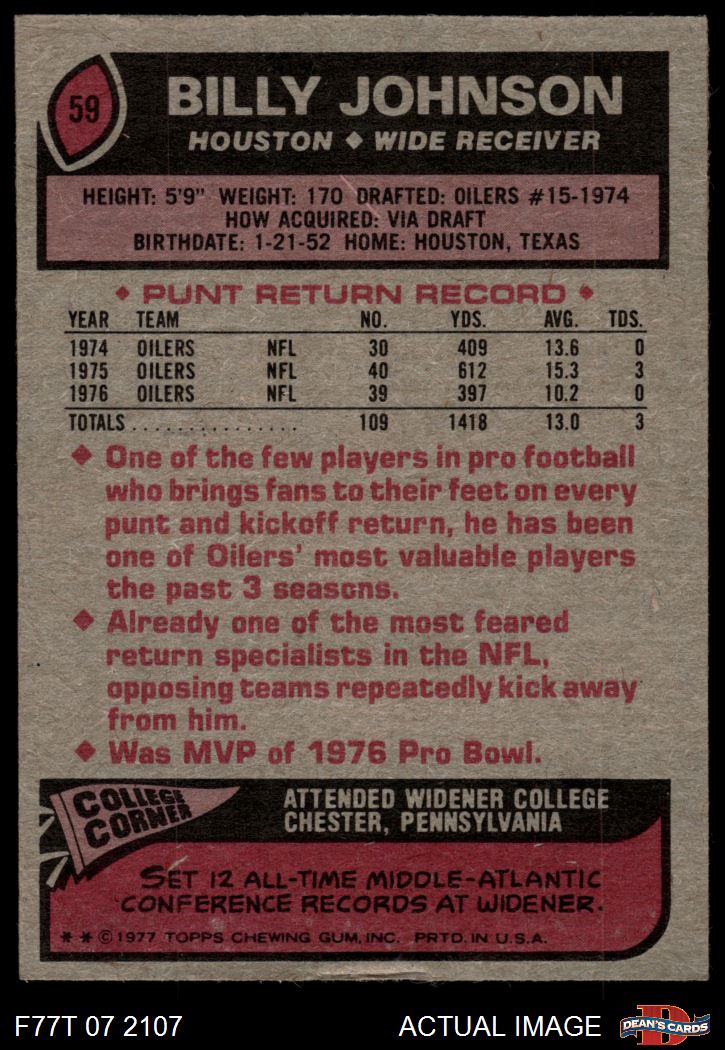 59
BILLY JOHNSON
HOUSTON ◆ WIDE RECEIVER
HEIGHT: 5'9" WEIGHT: 170 DRAFTED: OILERS #15-1974
HOW ACQUIRED: VIA DRAFT
BIRTHDATE: 1-21-52 HOME: HOUSTON, TEXAS
◆ PUNT RETURN RECORD ◆
YEAR TEAM NO. YDS. AVG. TDS.
1974 OILERS NFL 30 409 13.6 0
1975 OILERS NFL 40 612 15.3 3
1976 OILERS NFL 39 397 10.2 0
TOTALS ............... 109 1418 13.0 3
◆ One of the few players in pro football
who brings fans to their feet on every
punt and kickoff return, he has been
one of Oilers' most valuable players
the past 3 seasons.
◆ Already one of the most feared
return specialists in the NFL,
opposing teams repeatedly kick away
from him.
◆ Was MVP of 1976 Pro Bowl.
COLLEGE
CORNER
ATTENDED WIDENER COLLEGE
CHESTER, PENNSYLVANIA
SET 12 ALL-TIME MIDDLE-ATLANTIC
CONFERENCE RECORDS AT WIDENER.
* * © 1977 TOPPS CHEWING GUM, INC. PRTD. IN U.S.A.
F77T 07 2107 ACTUAL IMAGE
D
DEAN'S CARDS